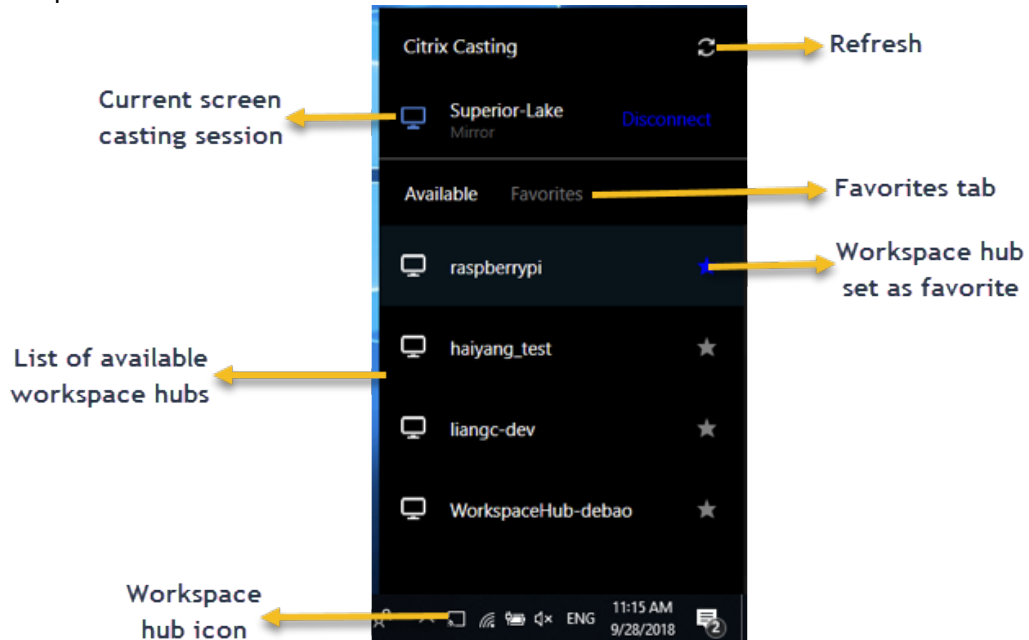 Citrix Casting
Refresh
Current screen
casting session
Superior-Lake
Mirror
Disconnect
Available Favorites
Favorites tab
raspberrypi
Workspace hub
set as favorite
haiyang_test
List of available
workspace hubs
liangc-dev
WorkspaceHub-debao
Workspace
hub icon
ENG
11:15 AM
9/28/2018
2